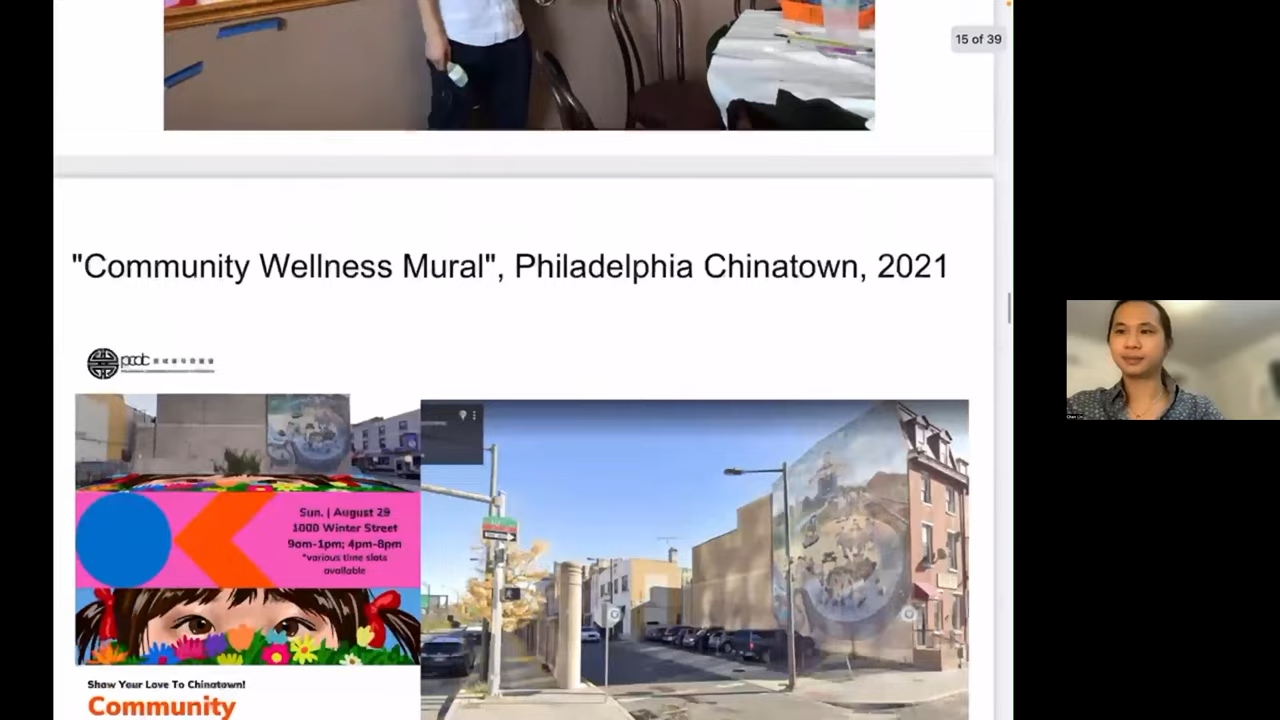 15 of 39
"Community Wellness Mural", Philadelphia Chinatown, 2021
pcdc
Sun. | August 29
1000 Winter Street
9am-1pm; 4pm-8pm
*various time slots
available
Show Your Love To Chinatown!
Community